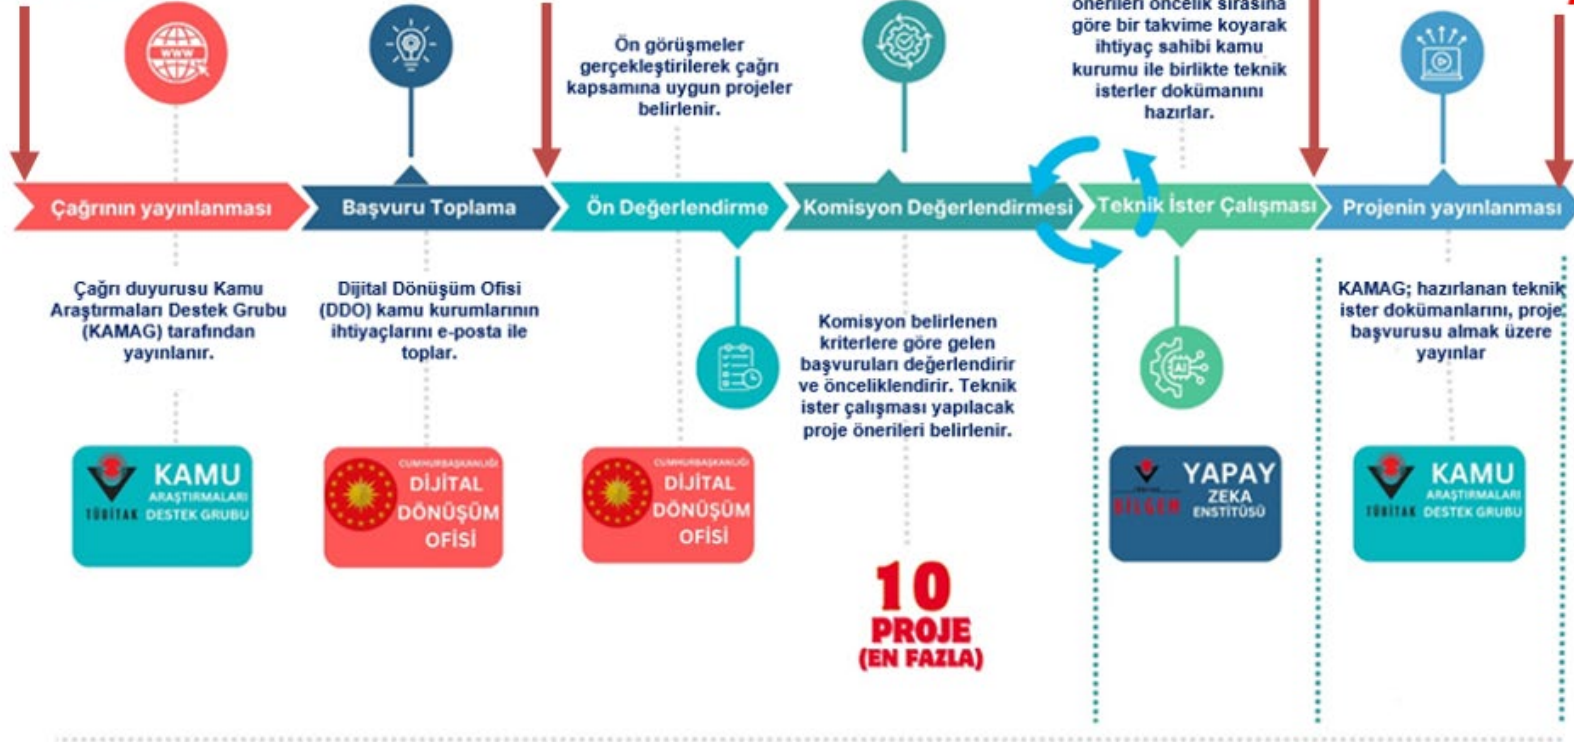 önerileri öncelik sırasına
göre bir takvime koyarak
ihtiyaç sahibi kamu
kurumu ile birlikte teknik
isterler dokümanını
hazırlar.
Ön görüşmeler
gerçekleştirilerek çağrı
kapsamına uygun projeler
belirlenir.
WWW
Çağrının yayınlanması
Başvuru Toplama
Ön Değerlendirme
Komisyon Değerlendirmesi
Teknik İster Çalışması
Projenin yayınlanması
Çağrı duyurusu Kamu
Araştırmaları Destek Grubu
(KAMAG) tarafından
yayınlanır.
Dijital Dönüşüm Ofisi
(DDO) kamu kurumlarının
ihtiyaçlarını e-posta ile
toplar.
Komisyon belirlenen
kriterlere göre gelen
başvuruları değerlendirir
ve önceliklendirir. Teknik
ister çalışması yapılacak
proje önerileri belirlenir.
AI
KAMAG; hazırlanan teknik
ister dokümanlarını, proje
başvurusu almak üzere
yayınlar
TÜBİTAK
KAMU
ARAŞTIRMALARI
DESTEK GRUBU
CUMHURBAŞKANLIĞI
DİJİTAL
DÖNÜŞÜM
OFİSİ
CUMHURBAŞKANLIĞI
DİJİTAL
DÖNÜŞÜM
OFİSİ
BİLGEM
YAPAY
ZEKA
ENSTİTÜSÜ
TÜBİTAK
KAMU
ARAŞTIRMALARI
DESTEK GRUBU
10
PROJE
(EN FAZLA)